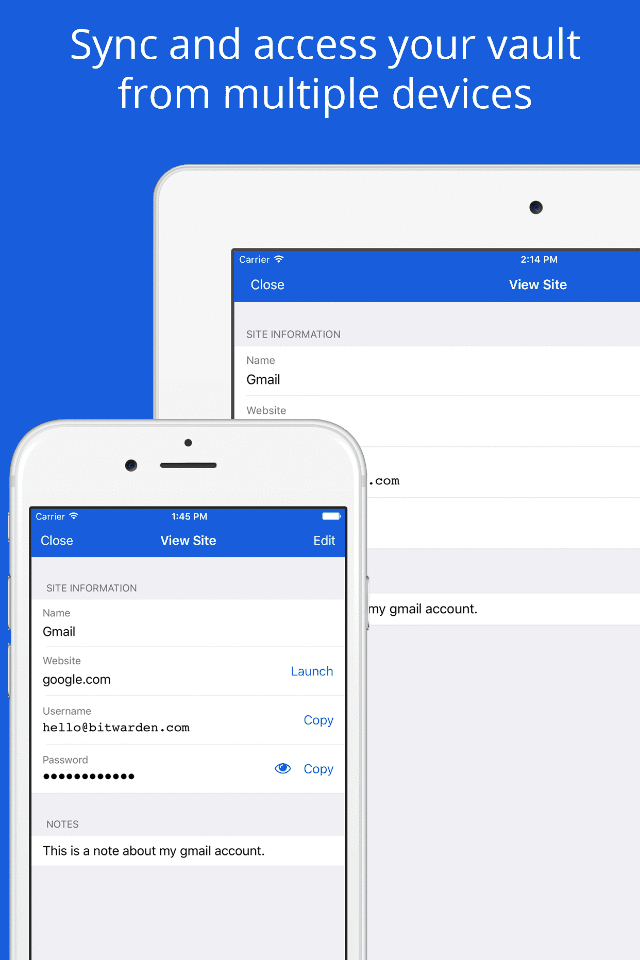 Sync and access your vault
from multiple devices
Carrier
2:14 PM
Close
View Site
SITE INFORMATION
Name
Gmail
Website
.com
my gmail account.
Carrier
1:45 PM
Close
View Site
Edit
SITE INFORMATION
Name
Gmail
Website
google.com
Launch
Username
hello@bitwarden.com
Copy
Password
●●●●●●●●●●●●
Copy
NOTES
This is a note about my gmail account.